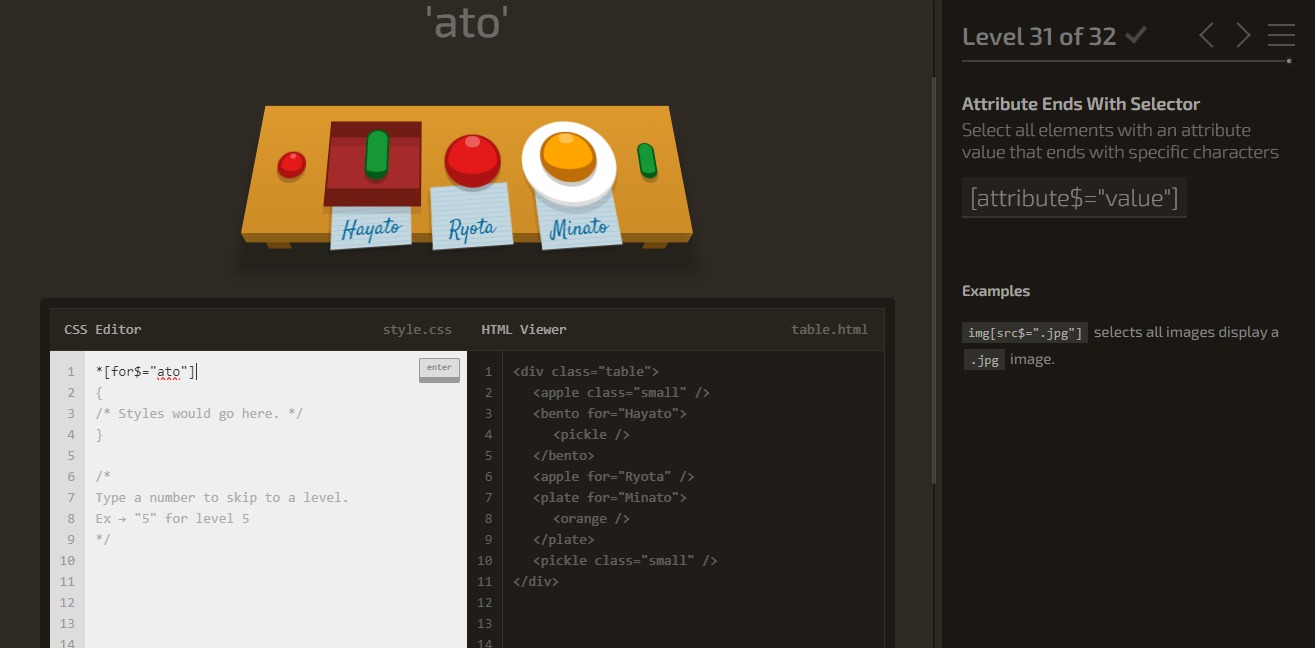 'ato'
Hayato
Ryota
Minato
CSS Editor
style.css
1 *[for$="ato"]
enter
2 {
3 /* Styles would go here. */
4 }
5
6 /*
7 Type a number to skip to a level.
8 Ex → "5" for level 5
9 */
10
11
12
13
14
HTML Viewer
table.html
1 <div class="table">
2 <apple class="small" />
3 <bento for="Hayato">
4 <pickle />
5 </bento>
6 <apple for="Ryota" />
7 <plate for="Minato">
8 <orange />
9 </plate>
10 <pickle class="small" />
11 </div>
12
13
14
Level 31 of 32
Attribute Ends With Selector
Select all elements with an attribute
value that ends with specific characters
[attribute$="value"]
Examples
img[src$=".jpg"] selects all images display a
.jpg image.